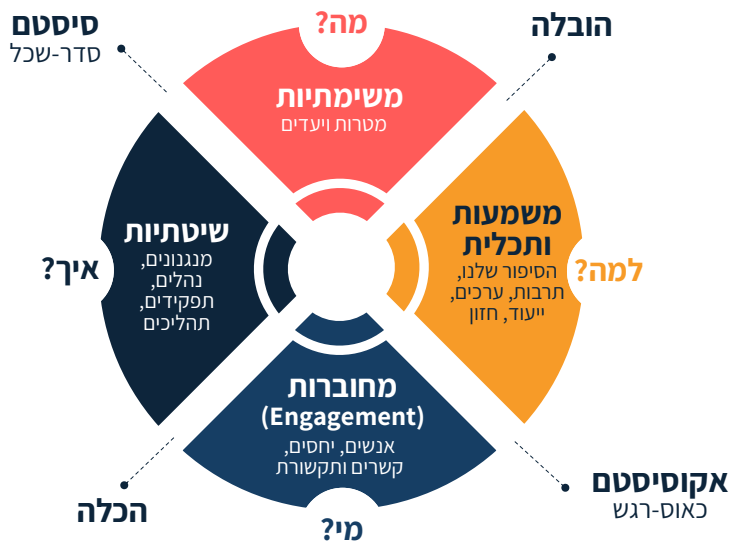 מה?
הובלה
סיסטם
סדר-שכל
משימתיות
מטרות ויעדים
משמעות
ותכלית
הסיפור שלנו,
תרבות, ערכים,
ייעוד, חזון
למה?
שיטתיות
מנגנונים,
נהלים,
תפקידים,
תהליכים
איך?
מחוברות
(Engagement)
אנשים, יחסים,
קשרים ותקשורת
מי?
אקוסיסטם
כאוס-רגש
הכלה